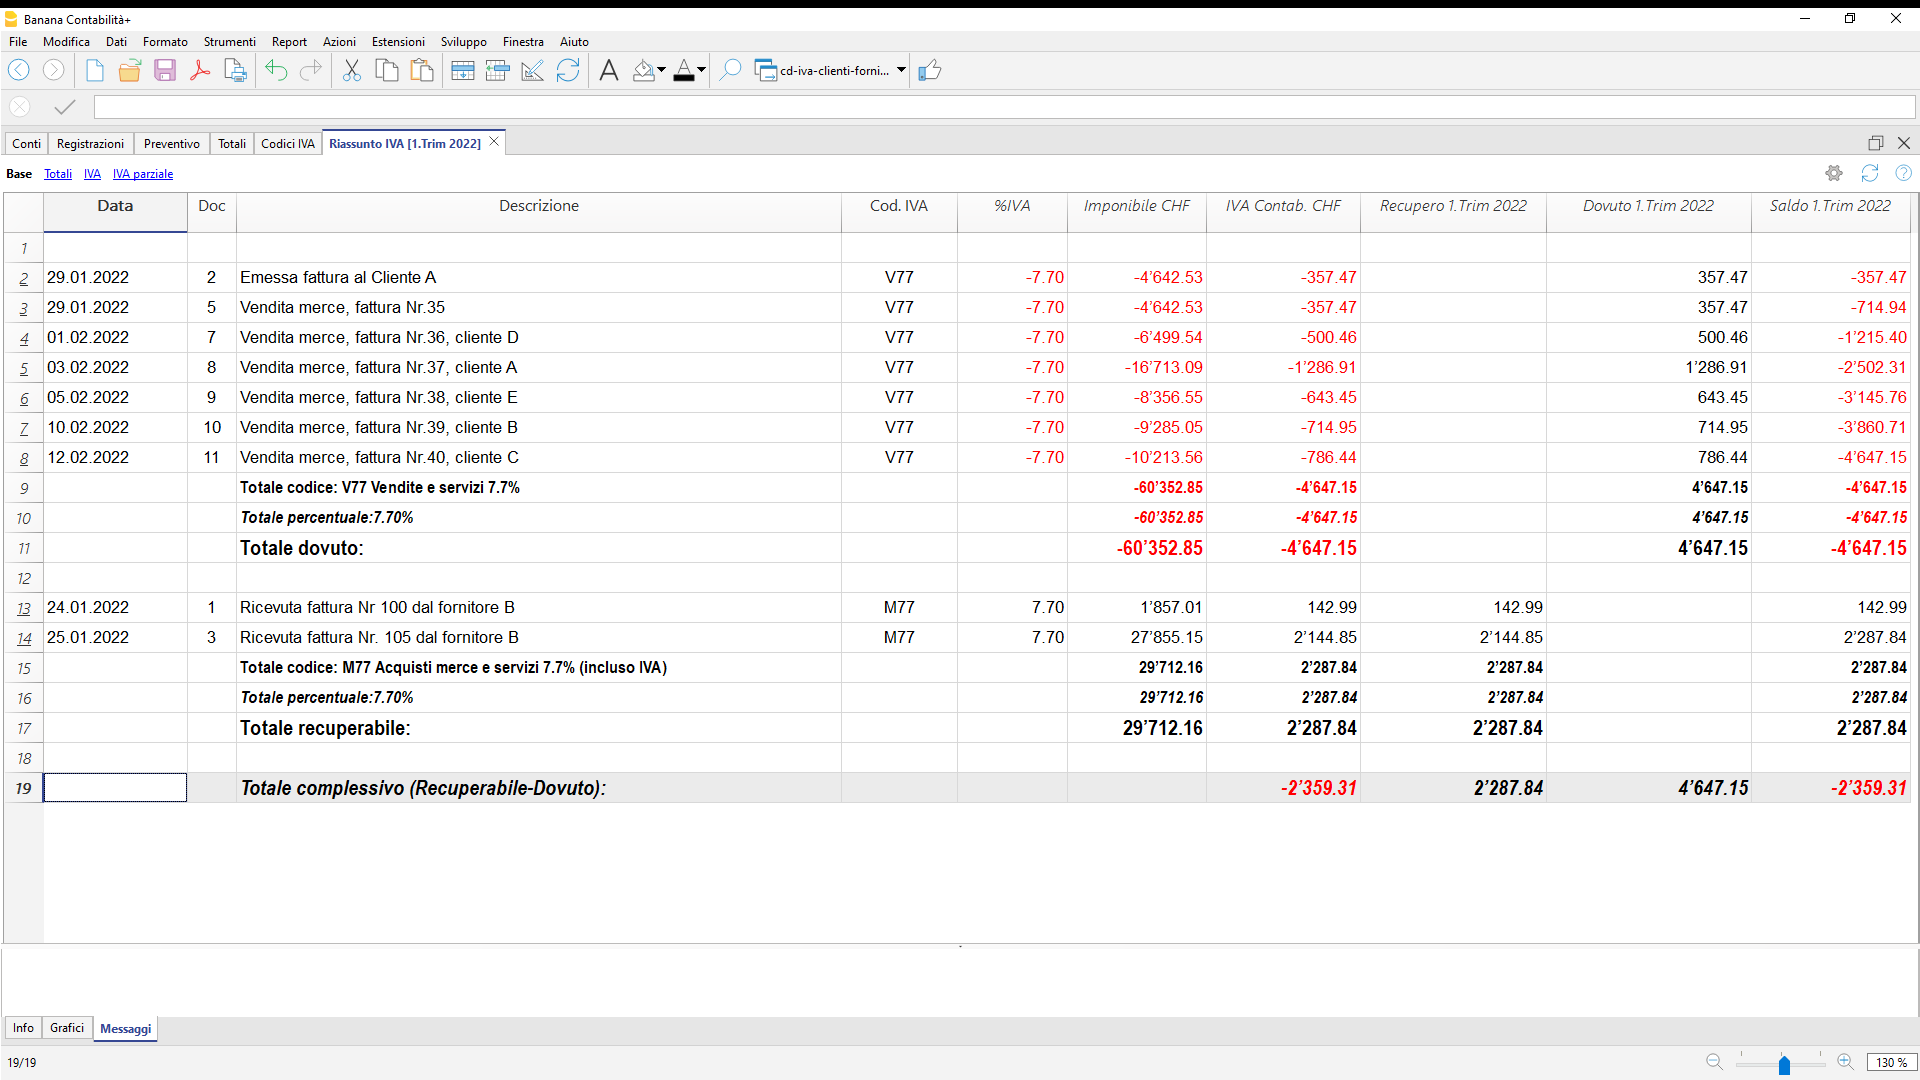 Banana Contabilità+
File Modifica Dati Formato Strumenti Report Azioni Estensioni Sviluppo Finestra Aiuto
cd-iva-clienti-forni...
Conti Registrazioni Preventivo Totali Codici IVA Riassunto IVA [1.Trim 2022]
Base Totali IVA IVA parziale
Data Doc Descrizione Cod. IVA %IVA Imponibile CHF IVA Contab. CHF Recupero 1.Trim 2022 Dovuto 1.Trim 2022 Saldo 1.Trim 2022
1
2 29.01.2022 2 Emessa fattura al Cliente A V77 -7.70 -4’642.53 -357.47 357.47 -357.47
3 29.01.2022 5 Vendita merce, fattura Nr.35 V77 -7.70 -4’642.53 -357.47 357.47 -714.94
4 01.02.2022 7 Vendita merce, fattura Nr.36, cliente D V77 -7.70 -6’499.54 -500.46 500.46 -1’215.40
5 03.02.2022 8 Vendita merce, fattura Nr.37, cliente A V77 -7.70 -16’713.09 -1’286.91 1’286.91 -2’502.31
6 05.02.2022 9 Vendita merce, fattura Nr.38, cliente E V77 -7.70 -8’356.55 -643.45 643.45 -3’145.76
7 10.02.2022 10 Vendita merce, fattura Nr.39, cliente B V77 -7.70 -9’285.05 -714.95 714.95 -3’860.71
8 12.02.2022 11 Vendita merce, fattura Nr.40, cliente C V77 -7.70 -10’213.56 -786.44 786.44 -4’647.15
9 Totale codice: V77 Vendite e servizi 7.7% -60’352.85 -4’647.15 4’647.15 -4’647.15
10 Totale percentuale:7.70% -60’352.85 -4’647.15 4’647.15 -4’647.15
11 Totale dovuto: -60’352.85 -4’647.15 4’647.15 -4’647.15
12
13 24.01.2022 1 Ricevuta fattura Nr 100 dal fornitore B M77 7.70 1’857.01 142.99 142.99 142.99
14 25.01.2022 3 Ricevuta fattura Nr. 105 dal fornitore B M77 7.70 27’855.15 2’144.85 2’144.85 2’287.84
15 Totale codice: M77 Acquisti merce e servizi 7.7% (incluso IVA) 29’712.16 2’287.84 2’287.84 2’287.84
16 Totale percentuale:7.70% 29’712.16 2’287.84 2’287.84 2’287.84
17 Totale recuperabile: 29’712.16 2’287.84 2’287.84 2’287.84
18
19 Totale complessivo (Recuperabile-Dovuto): -2’359.31 2’287.84 4’647.15 -2’359.31
Info Grafici Messaggi
19/19 130 %